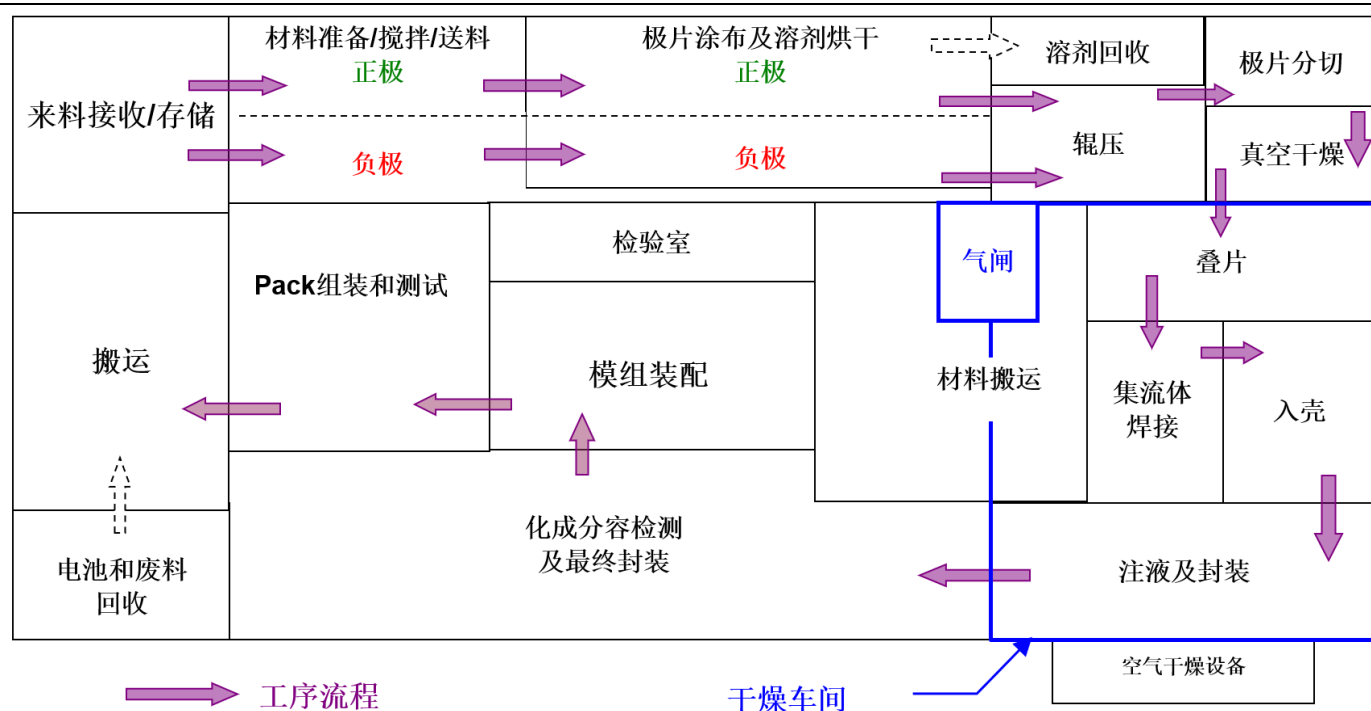 材料准备/搅拌/送料
正极
极片涂布及溶剂烘干
正极
溶剂回收
极片分切
来料接收/存储
负极
负极
辊压
真空干燥
检验室
气闸
叠片
Pack组装和测试
搬运
模组装配
材料搬运
集流体
焊接
入壳
化成分容检测
及最终封装
电池和废料
回收
注液及封装
空气干燥设备
工序流程
干燥车间